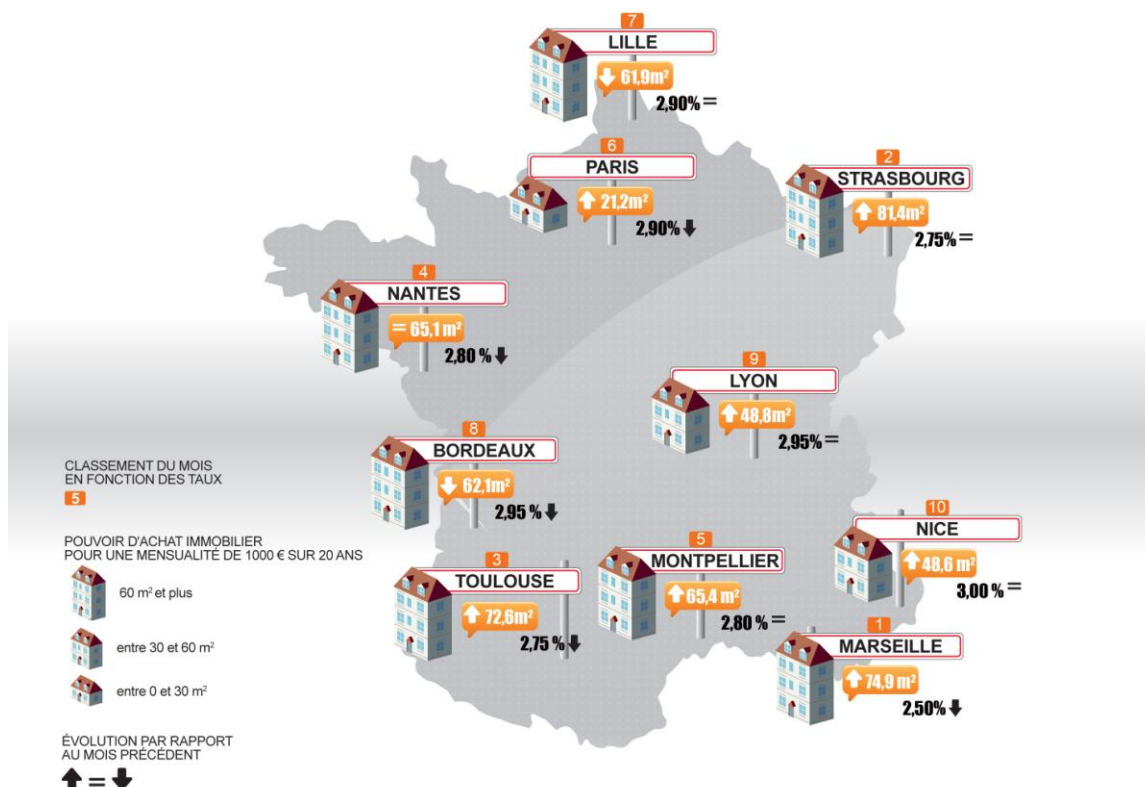 7
LILLE
61,9m²
2,90% =
6
PARIS
21,2m²
2,90%
2
STRASBOURG
81,4m²
2,75% =
4
NANTES
= 65,1 m²
2,80 %
9
LYON
48,8m²
2,95% =
8
BORDEAUX
62,1m²
2,95 %
10
NICE
48,6 m²
3,00% =
5
MONTPELLIER
65,4 m²
2,80 % =
3
TOULOUSE
72,6m²
2,75 %
1
MARSEILLE
74,9 m²
2,50%
CLASSEMENT DU MOIS
EN FONCTION DES TAUX
5
POUVOIR D'ACHAT IMMOBILIER
POUR UNE MENSUALITÉ DE 1000 € SUR 20 ANS
60 m² et plus
entre 30 et 60 m²
entre 0 et 30 m²
ÉVOLUTION PAR RAPPORT
AU MOIS PRÉCÉDENT
=